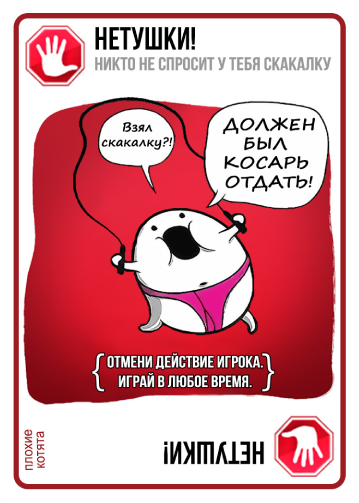 НЕТУШКИ!
НИКТО НЕ СПРОСИТ У ТЕБЯ СКАКАЛКУ
Взял
скакалку?!
ДОЛЖЕН
БЫЛ
КОСАРЬ
ОТДАТЬ!
{ОТМЕНИ ДЕЙСТВИЕ ИГРОКА.
ИГРАЙ В ЛЮБОЕ ВРЕМЯ.}
плохие
котята
НЕТУШКИ!